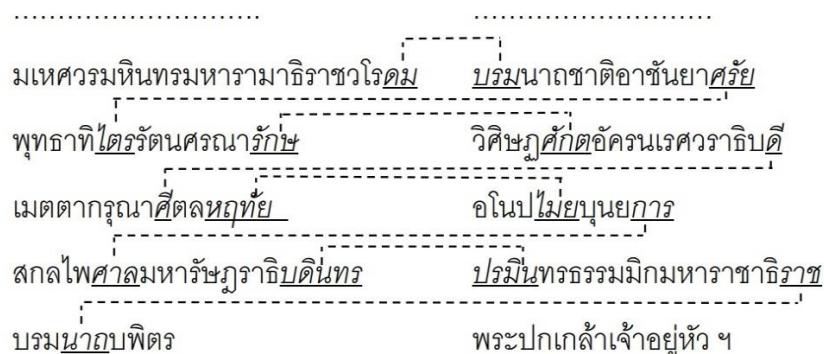 ............................ ...........................
มเหศวรมหินทรมหารามาธิราชวโรดม บรมนาถชาติอาชันยาศรัย
พุทธาทิไตรรัตนศรณารักษ วิศิษฏศักตอัครนเรศวราธิบดี
เมตตากรุณาศีตลหฤทัย อโนปไมยบุนยการ
สกลไพศาลมหารัษฎราธิบดินทร ปรมินทรธรรมมิกมหาราชาธิราช
บรมนาถบพิตร พระปกเกล้าเจ้าอยู่หัว ฯ